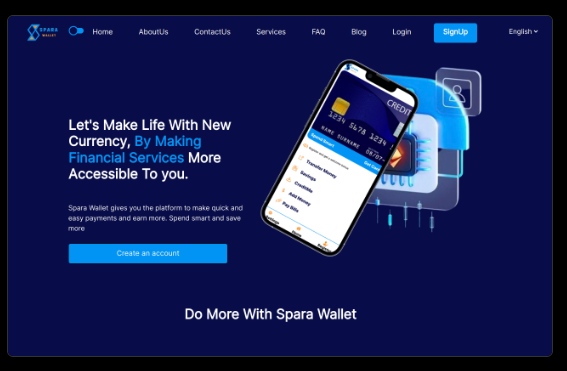 SPARA
WALLET
Home
AboutUs
ContactUs
Services
FAQ
Blog
Login
SignUp
English
Let's Make Life With New
Currency, By Making
Financial Services More
Accessible To you.
Spara Wallet gives you the platform to make quick and
easy payments and earn more. Spend smart and save
more
Create an account
CREDIT
1234 5678 1234
NAME SURNAME
Spend Smart
Transfer Money
Savings
CreditMe
Add Money
Pay Bills
Do More With Spara Wallet